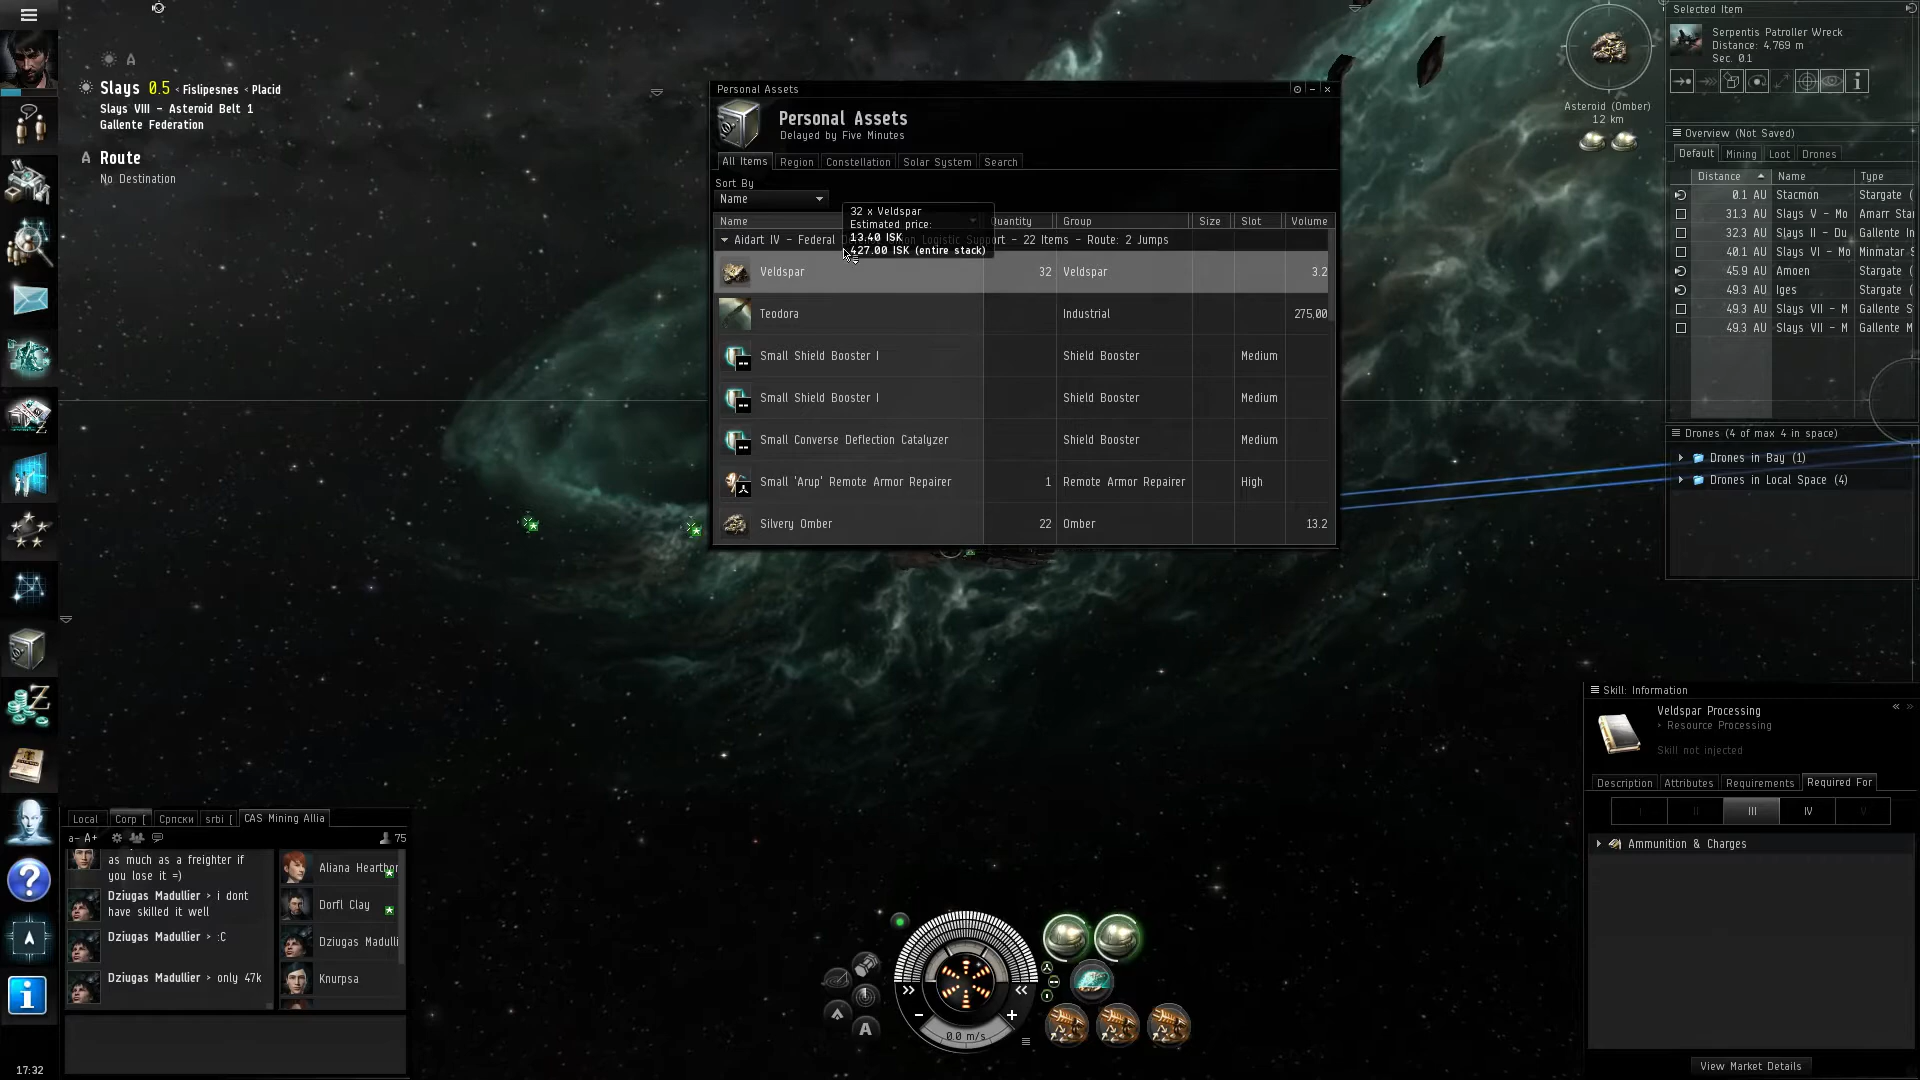 Slays 0.5 < Fislipesnes < Placid
Slays VIII - Asteroid Belt 1
Gallente Federation
Route
No Destination
Personal Assets
Personal Assets
Delayed by Five Minutes
All Items Region Constellation Solar System Search
Sort By
Name
Name Quantity Group Size Slot Volume
32 x Veldspar
Estimated price:
13.40 ISK
427.00 ISK (entire stack)
Aidart IV - Federal Logistic Support - 22 Items - Route: 2 Jumps
Veldspar 32 Veldspar 3.2
Teodora Industrial 275,00
Small Shield Booster I Shield Booster Medium
Small Shield Booster I Shield Booster Medium
Small Converse Deflection Catalyzer Shield Booster Medium
Small 'Arup' Remote Armor Repairer 1 Remote Armor Repairer High
Silvery Omber 22 Omber 13.2
Asteroid (Omber)
12 km
Selected Item
Serpentis Patroller Wreck
Distance: 4.769 m
Sec. 0.1
Overview (Not Saved)
Default Mining Loot Drones
Distance Name Type
0.1 AU Stacmon Stargate (
31.3 AU Slays V - Mo Amarr Star
32.3 AU Slays II - Du Gallente In
40.1 AU Slays VI - Mo Minmatar S
45.9 AU Amoen Stargate (
49.3 AU Iges Stargate (
49.3 AU Slays VII - M Gallente S
49.3 AU Slays VII - M Gallente M
Drones (4 of max 4 in space)
Drones in Bay (1)
Drones in Local Space (4)
Skill: Information
Veldspar Processing
> Resource Processing
Skill not injected
Description Attributes Requirements Required For
I II III IV V
Ammunition & Charges
View Market Details
Local Corp [ Српски srbi [ CAS Mining Allia
a- A+ 75
as much as a freighter if
you lose it =)
Dziugas Madullier > i dont
have skilled it well
Dziugas Madullier > :C
Dziugas Madullier > only 47k
Aliana Hearthor
Dorfl Clay
Dziugas Madulli
Knurpsa
0.0 m/s
17:32